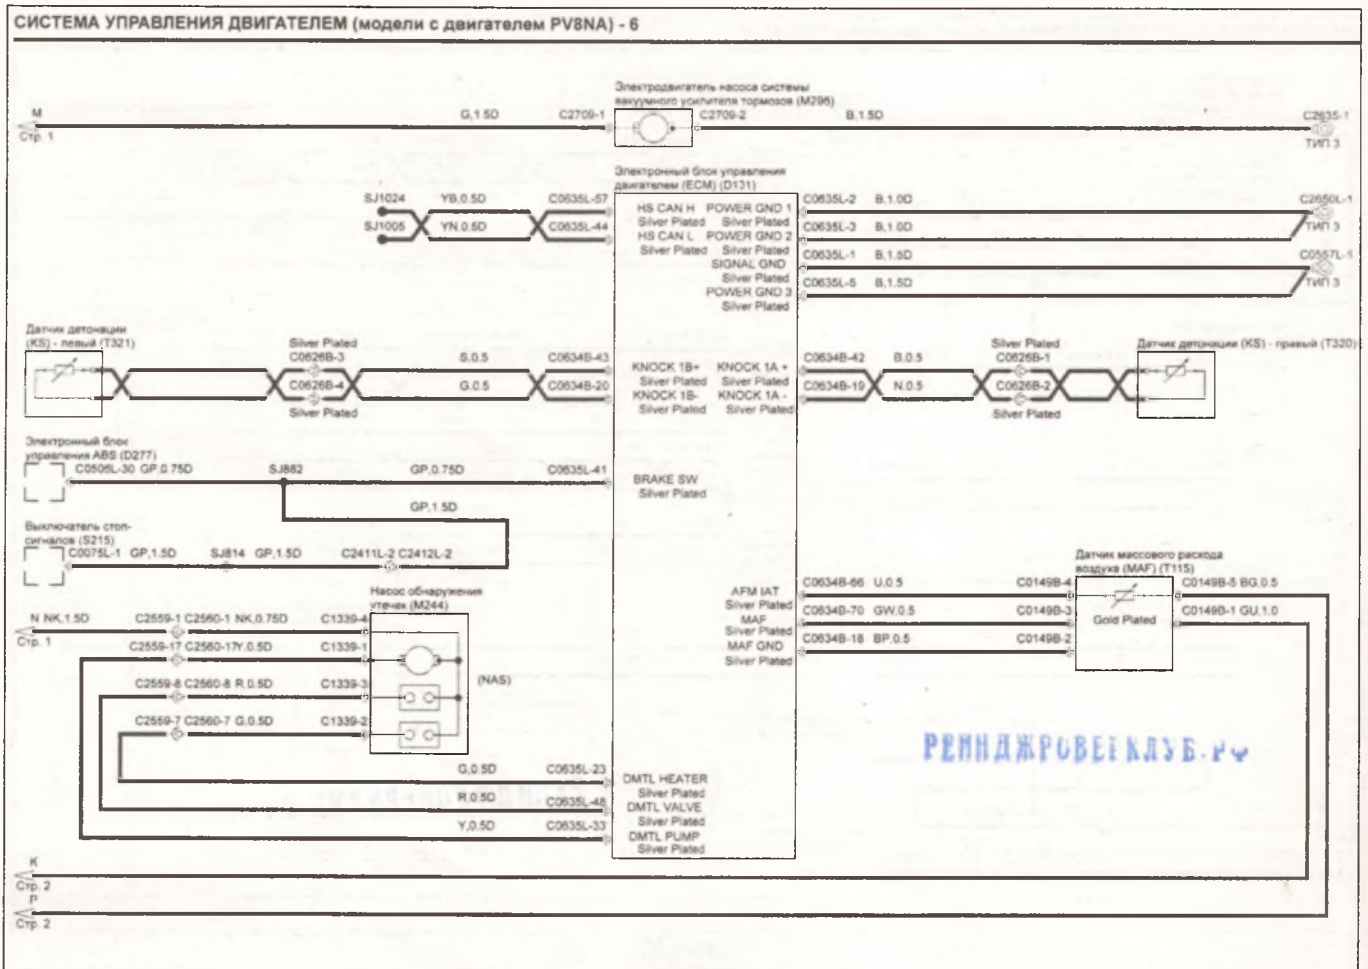 СИСТЕМА УПРАВЛЕНИЯ ДВИГАТЕЛЕМ (модели с двигателем PV8NA) - 6
Электродвигатель насоса системы
вакуумного усилителя тормозов (M296)
M
G,1.5D
C2709-1
C2709-2
B,1.5D
C2635-1
Стр. 1
ТИП 3
Электронный блок управления
двигателем (ECM) (D131)
SJ1024
YB,0.5D
C0635L-57
HS CAN H
POWER GND 1
C0635L-2
B,1.0D
C2650L-1
Silver Plated
Silver Plated
SJ1005
YN,0.5D
C0635L-44
HS CAN L
POWER GND 2
C0635L-3
B,1.0D
ТИП 3
Silver Plated
Silver Plated
SIGNAL GND
C0635L-1
B,1.5D
C0557L-1
Silver Plated
POWER GND 3
C0635L-5
B,1.5D
ТИП 3
Silver Plated
Датчик детонации
(KS) - левый (T321)
Silver Plated
C0626B-3
S,0.5
C0634B-43
KNOCK 1B+
KNOCK 1A +
C0634B-42
B,0.5
Silver Plated
C0626B-1
Датчик детонации (KS) - правый (T320)
Silver Plated
Silver Plated
C0626B-4
G,0.5
C0634B-20
KNOCK 1B-
KNOCK 1A -
C0634B-19
N,0.5
C0626B-2
Silver Plated
Silver Plated
Silver Plated
Silver Plated
Электронный блок
управления ABS (D277)
C0506L-30 GP,0.75D
SJ882
GP,0.75D
C0635L-41
BRAKE SW
Silver Plated
GP,1.5D
Выключатель стоп-
сигналов (S215)
C0075L-1 GP,1.5D
SJ814 GP,1.5D
C2411L-2 C2412L-2
Датчик массового расхода
воздуха (MAF) (T115)
Насос обнаружения
утечек (M244)
AFM IAT
Silver Plated
C0634B-66 U,0.5
C0149B-4
C0149B-5 BG,0.5
MAF
Silver Plated
C0634B-70 GW,0.5
C0149B-3
Gold Plated
C0149B-1 GU,1.0
MAF GND
Silver Plated
C0634B-18 BP,0.5
C0149B-2
N NK,1.5D
C2559-1 C2560-1 NK,0.75D
C1339-4
Стр. 1
C2559-17 C2560-17Y,0.5D
C1339-1
C2559-8 C2560-8 R,0.5D
C1339-3
(NAS)
C2559-7 C2560-7 G,0.5D
C1339-2
G,0.5D
C0635L-23
DMTL HEATER
Silver Plated
R,0.5D
C0635L-48
DMTL VALVE
Silver Plated
Y,0.5D
C0635L-33
DMTL PUMP
Silver Plated
K
Стр. 2
P
Стр. 2